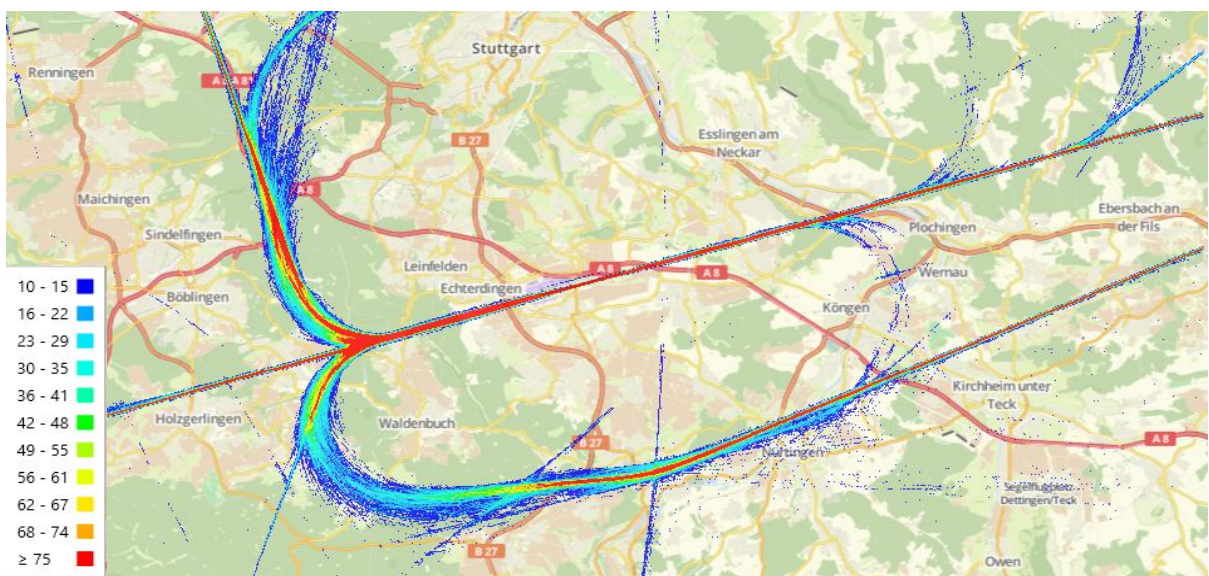 Stuttgart
Renningen
A 81
B 27
Esslingen am
Neckar
Maichingen
A 8
Sindelfingen
Ebersbach an
der Fils
Plochingen
Leinfelden
Echterdingen
A 8
A 8
Wernau
Böblingen
Köngen
Kirchheim unter
Teck
Holzgerlingen
Waldenbuch
B 27
Nürtingen
A 8
Segelflugplatz
Dettingen/Teck
B 27
Owen
10 - 15
16 - 22
23 - 29
30 - 35
36 - 41
42 - 48
49 - 55
56 - 61
62 - 67
68 - 74
≥ 75